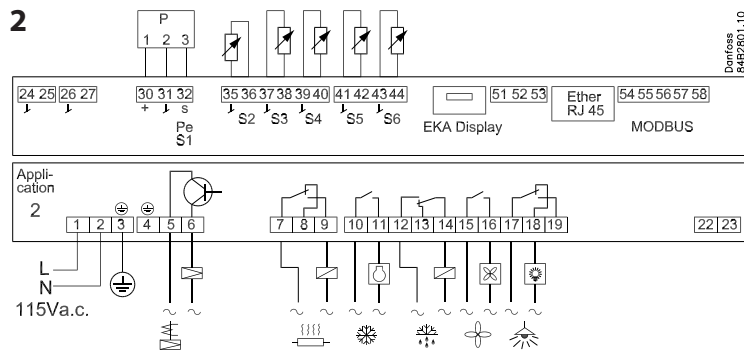 2
P
1 2 3
Danfoss
84B2801.10
24 25 26 27 30 31 32 35 36 37 38 39 40 41 42 43 44 51 52 53 Ether RJ 45 54 55 56 57 58
+ s
Pe
S1
S2 S3 S4 S5 S6
EKA Display
MODBUS
Appli-
cation
2
1 2 3 4 5 6 7 8 9 10 11 12 13 14 15 16 17 18 19 22 23
L
N
115Va.c.